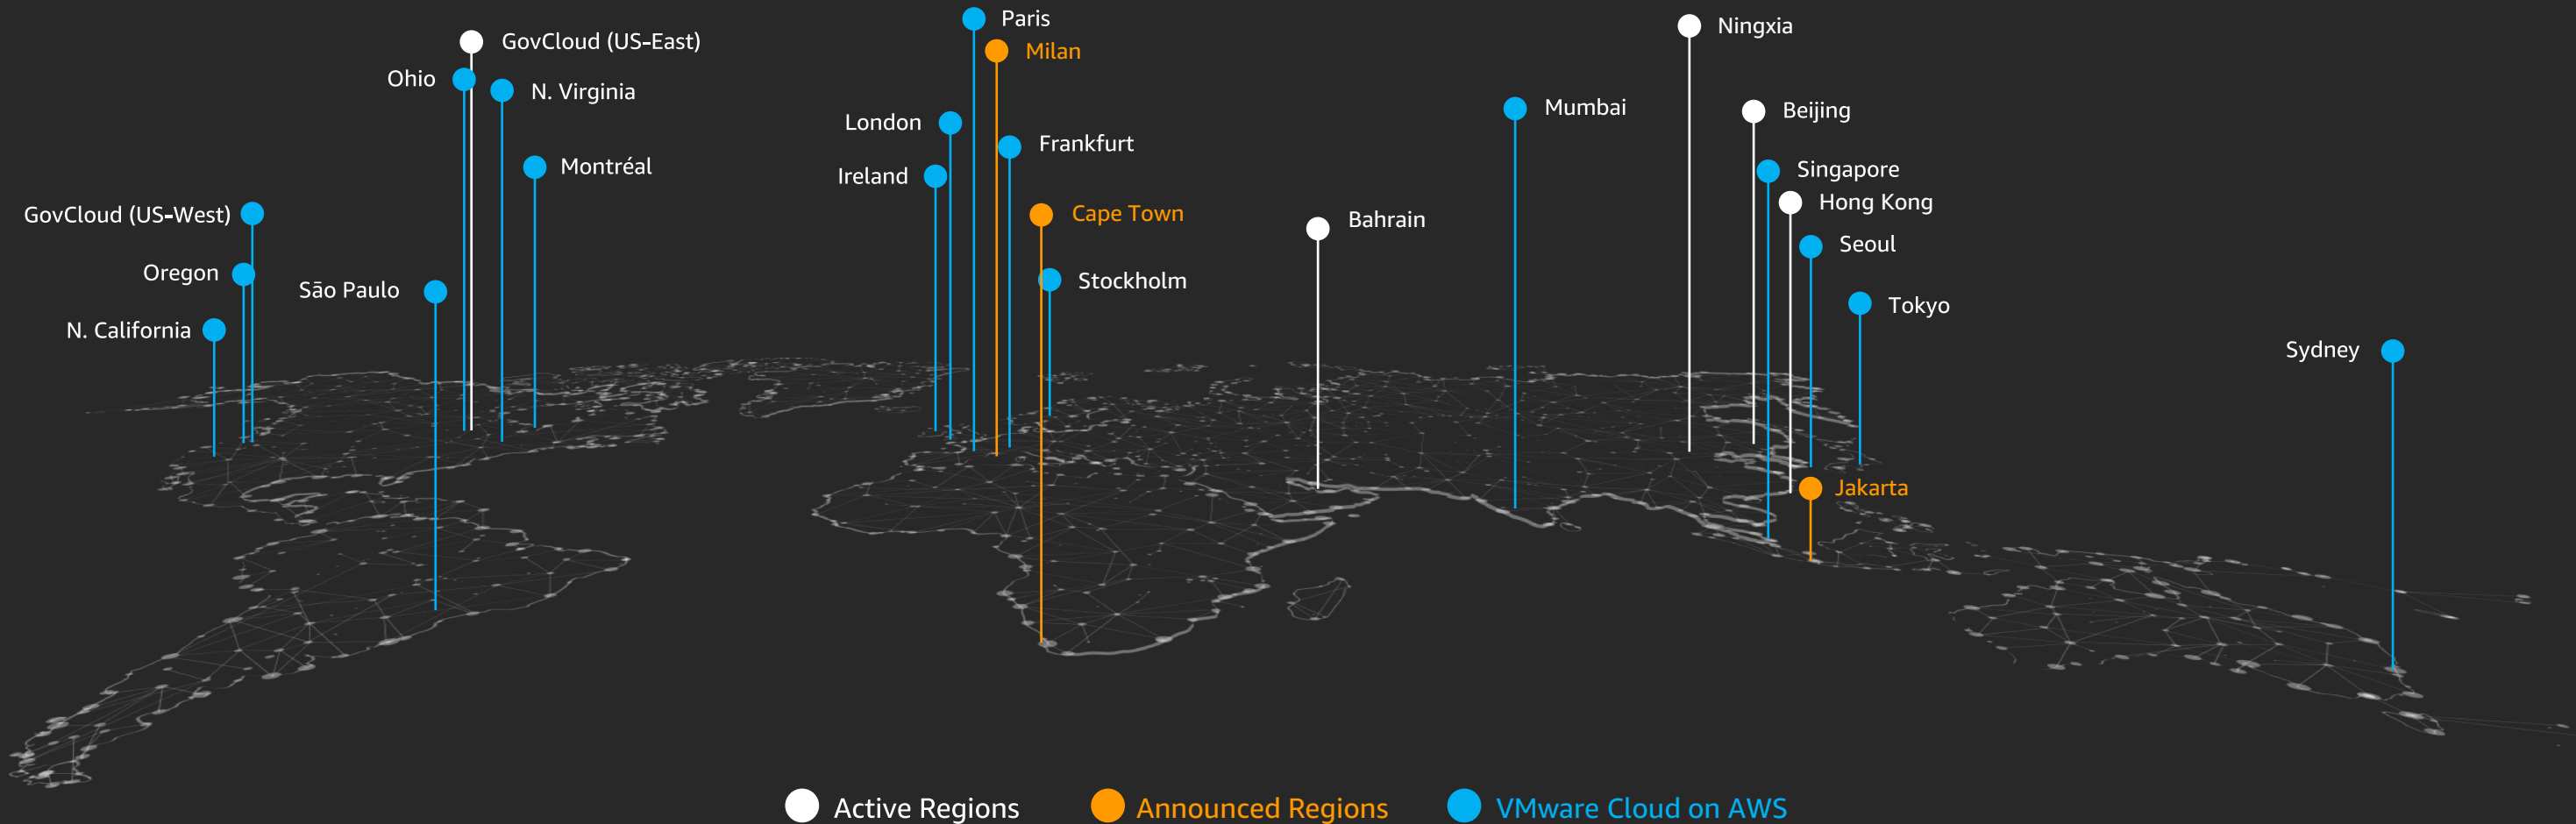 GovCloud (US-East)
Ohio
N. Virginia
Montréal
GovCloud (US-West)
Oregon
São Paulo
N. California
Paris
Milan
London
Frankfurt
Ireland
Cape Town
Stockholm
Bahrain
Mumbai
Ningxia
Beijing
Singapore
Hong Kong
Seoul
Tokyo
Jakarta
Sydney
Active Regions
Announced Regions
VMware Cloud on AWS